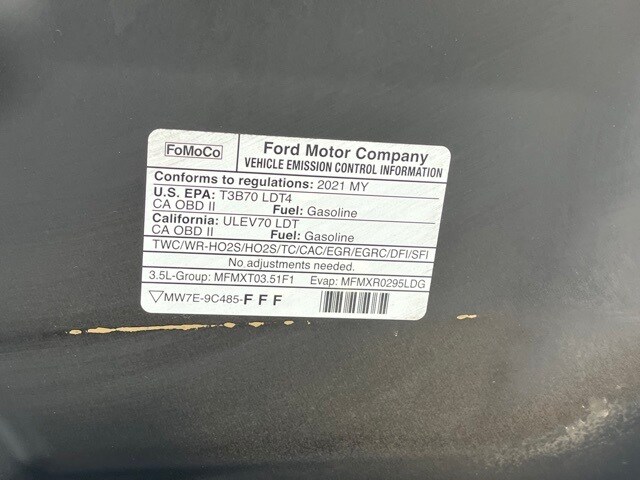 FoMoCo
Ford Motor Company
VEHICLE EMISSION CONTROL INFORMATION
Conforms to regulations: 2021 MY
U.S. EPA: T3B70 LDT4
CA OBD II Fuel: Gasoline
California: ULEV70 LDT
CA OBD II Fuel: Gasoline
TWC/WR-HO2S/HO2S/TC/CAC/EGR/EGRC/DFI/SFI
No adjustments needed.
3.5L-Group: MFMXT03.51F1 Evap: MFMXR0295LDG
MW7E-9C485-FFF